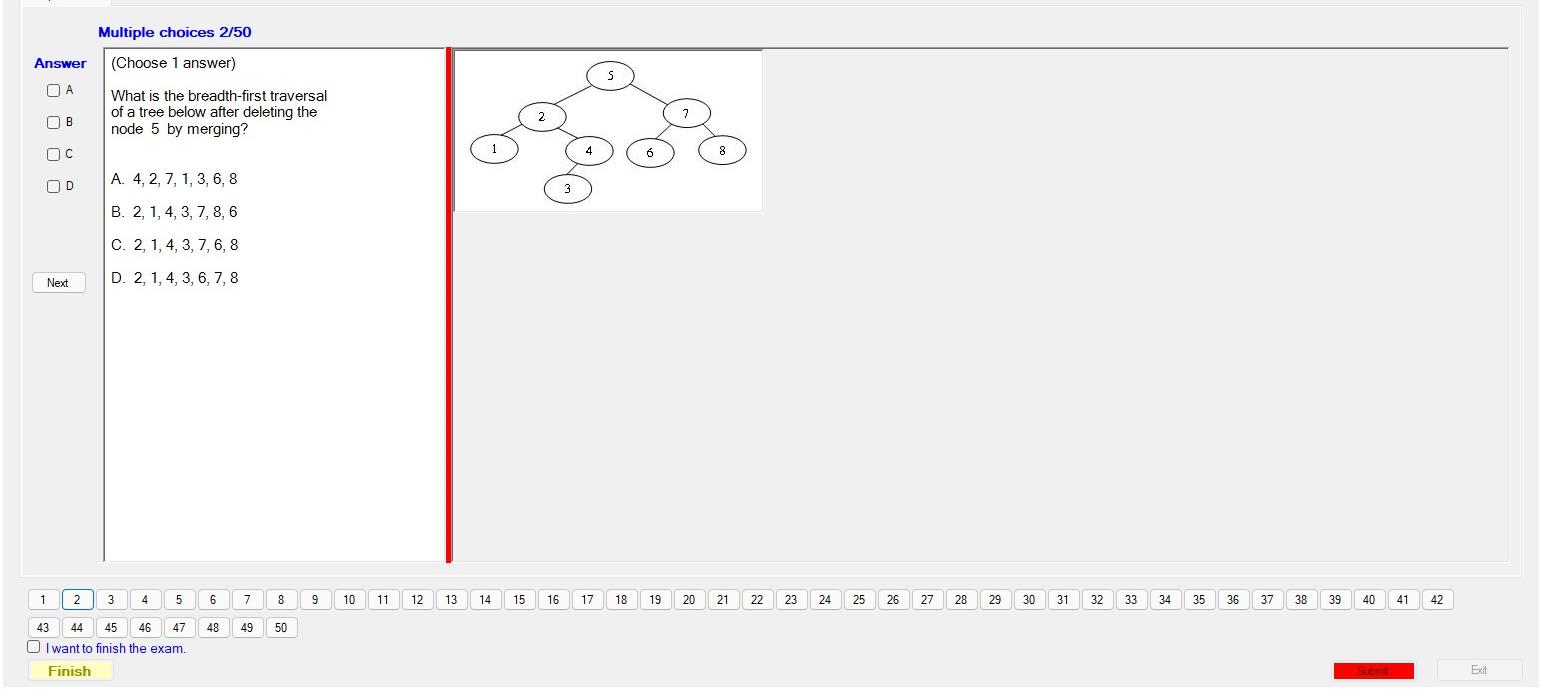 Multiple choices 2/50
Answer
A
B
C
D
Next
(Choose 1 answer)
What is the breadth-first traversal
of a tree below after deleting the
node 5 by merging?
A. 4, 2, 7, 1, 3, 6, 8
B. 2, 1, 4, 3, 7, 8, 6
C. 2, 1, 4, 3, 7, 6, 8
D. 2, 1, 4, 3, 6, 7, 8
5
2 7
1 4 6 8
3
1 2 3 4 5 6 7 8 9 10 11 12 13 14 15 16 17 18 19 20 21 22 23 24 25 26 27 28 29 30 31 32 33 34 35 36 37 38 39 40 41 42
43 44 45 46 47 48 49 50
I want to finish the exam.
Finish Submit Exit